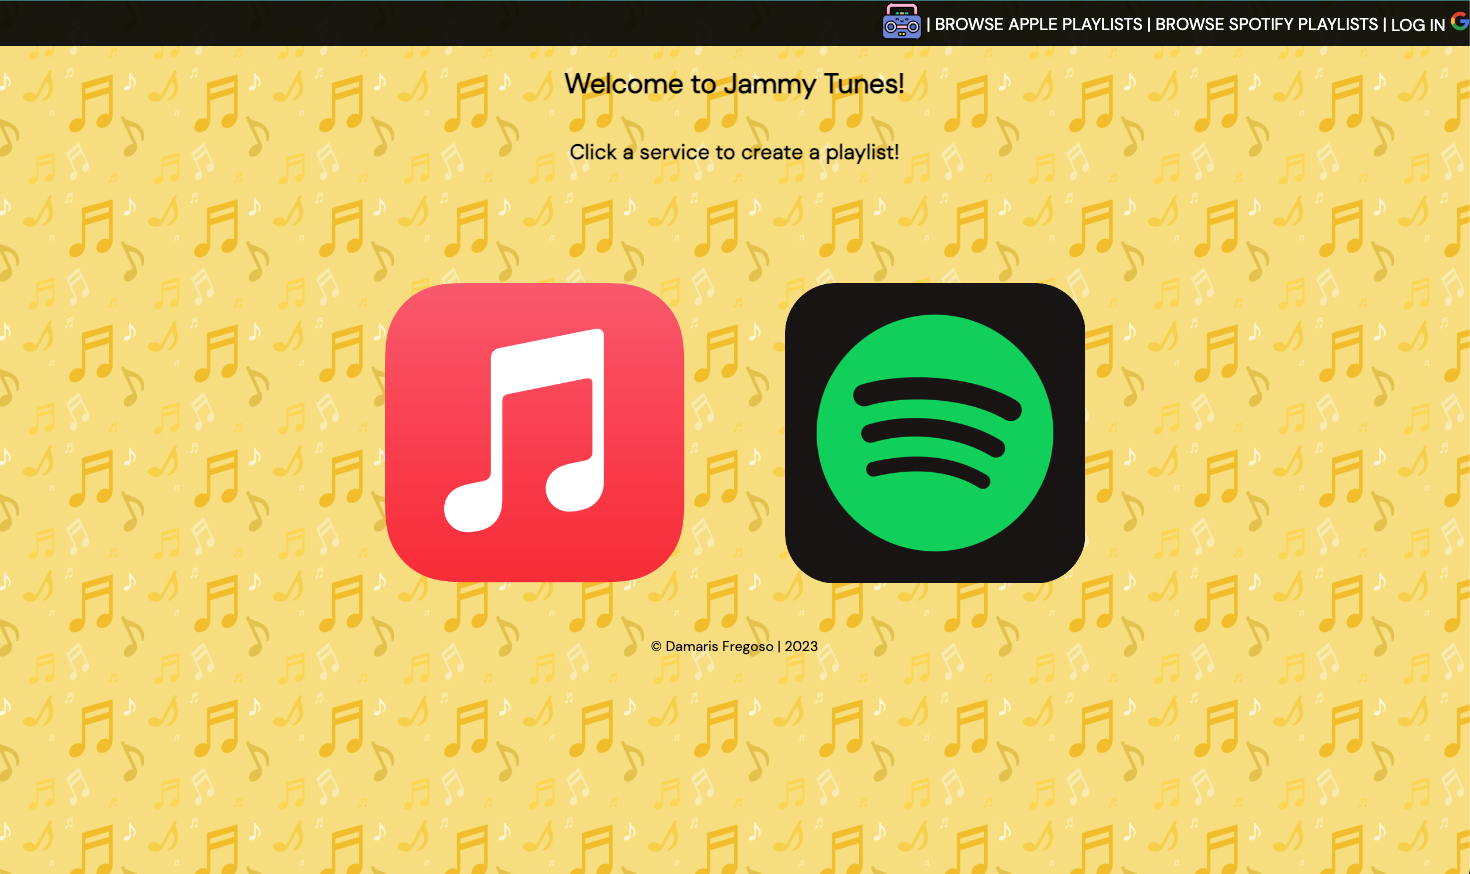 | BROWSE APPLE PLAYLISTS | BROWSE SPOTIFY PLAYLISTS | LOG IN
Welcome to Jammy Tunes!
Click a service to create a playlist!
© Damaris Fregoso | 2023